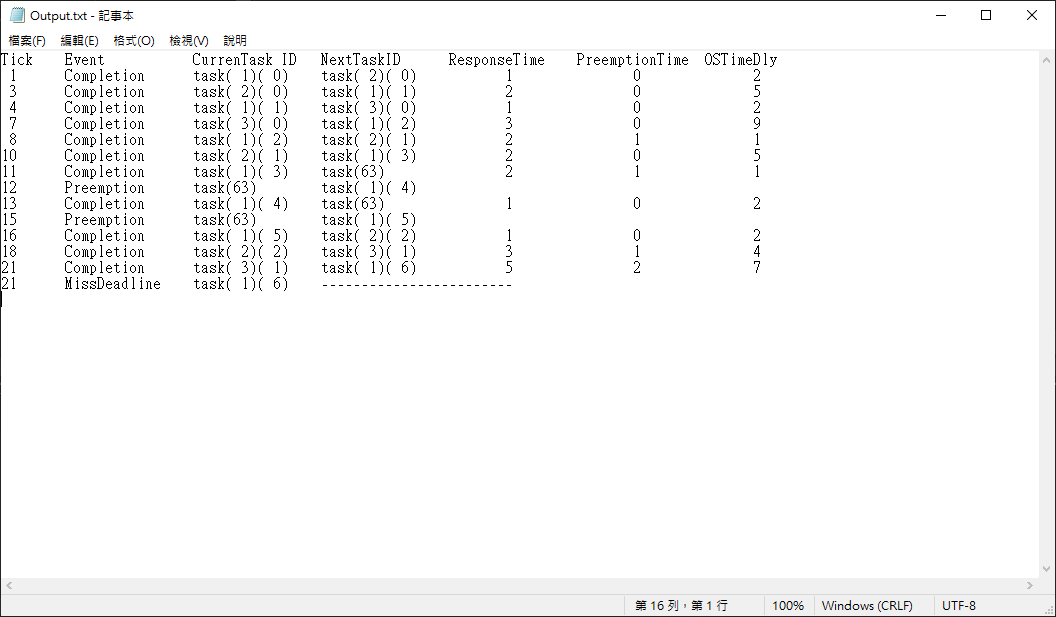 Output.txt - 記事本
檔案(F) 編輯(E) 格式(O) 檢視(V) 說明
Tick Event CurrenTask ID NextTaskID ResponseTime PreemptionTime OSTimeDly
1 Completion task( 1)( 0) task( 2)( 0) 1 0 2
3 Completion task( 2)( 0) task( 1)( 1) 2 0 5
4 Completion task( 1)( 1) task( 3)( 0) 1 0 2
7 Completion task( 3)( 0) task( 1)( 2) 3 0 9
8 Completion task( 1)( 2) task( 2)( 1) 2 1 1
10 Completion task( 2)( 1) task( 1)( 3) 2 0 5
11 Completion task( 1)( 3) task(63) 2 1 1
12 Preemption task(63) task( 1)( 4)
13 Completion task( 1)( 4) task(63) 1 0 2
15 Preemption task(63) task( 1)( 5)
16 Completion task( 1)( 5) task( 2)( 2) 1 0 2
18 Completion task( 2)( 2) task( 3)( 1) 3 1 4
21 Completion task( 3)( 1) task( 1)( 6) 5 2 7
21 MissDeadline task( 1)( 6) ------------------------
第 16 列，第 1 行 100% Windows (CRLF) UTF-8